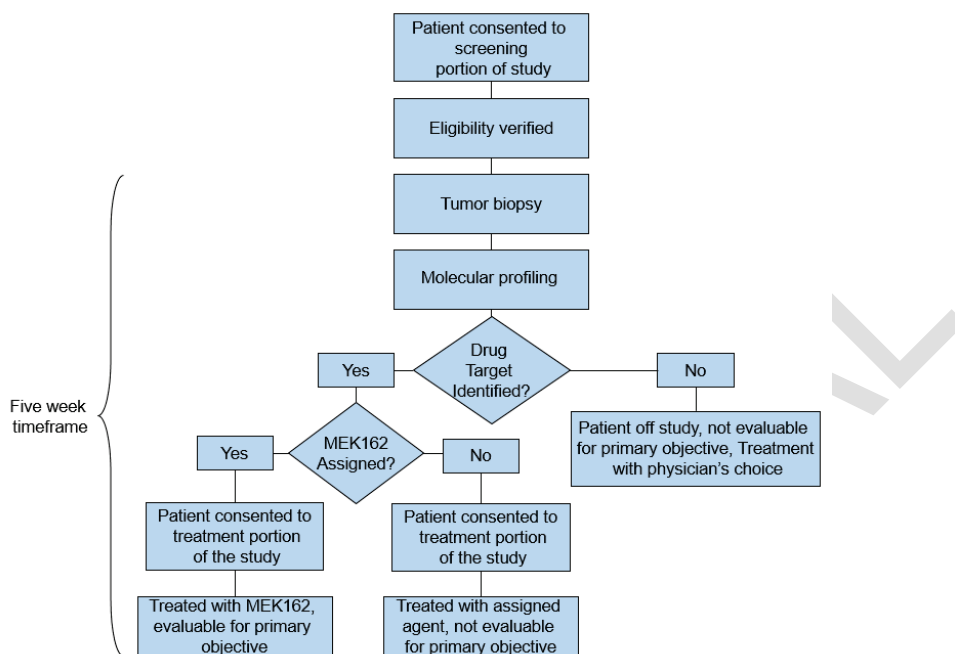 Patient consented to
screening
portion of study
Eligibility verified
Tumor biopsy
Molecular profiling
Drug
Target
Identified?
Yes
No
Five week
timeframe
MEK162
Assigned?
Yes
No
Patient off study, not evaluable
for primary objective, Treatment
with physician’s choice
Patient consented to
treatment portion
of the study
Patient consented to
treatment portion
of the study
Treated with MEK162,
evaluable for primary
objective
Treated with assigned
agent, not evaluable
for primary objective